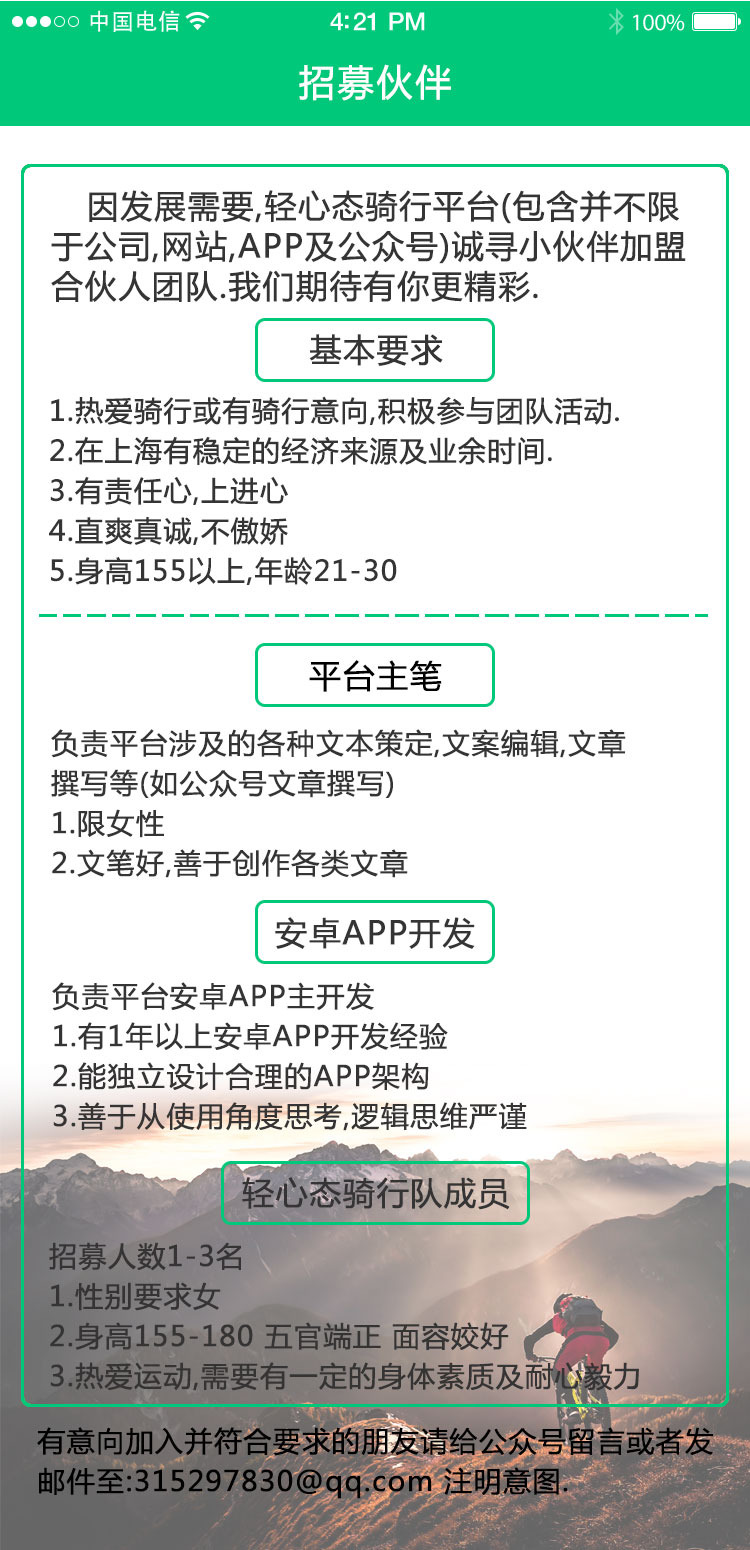 中国电信 4:21 PM 100%
招募伙伴
因发展需要,轻心态骑行平台(包含并不限
于公司,网站,APP及公众号)诚寻小伙伴加盟
合伙人团队.我们期待有你更精彩.
基本要求
1.热爱骑行或有骑行意向,积极参与团队活动.
2.在上海有稳定的经济来源及业余时间.
3.有责任心,上进心
4.直爽真诚,不傲娇
5.身高155以上,年龄21-30
平台主笔
负责平台涉及的各种文本策定,文案编辑,文章
撰写等(如公众号文章撰写)
1.限女性
2.文笔好,善于创作各类文章
安卓APP开发
负责平台安卓APP主开发
1.有1年以上安卓APP开发经验
2.能独立设计合理的APP架构
3.善于从使用角度思考,逻辑思维严谨
轻心态骑行队成员
招募人数1-3名
1.性别要求女
2.身高155-180 五官端正 面容姣好
3.热爱运动,需要有一定的身体素质及耐心毅力
有意向加入并符合要求的朋友请给公众号留言或者发
邮件至:315297830@qq.com 注明意图.